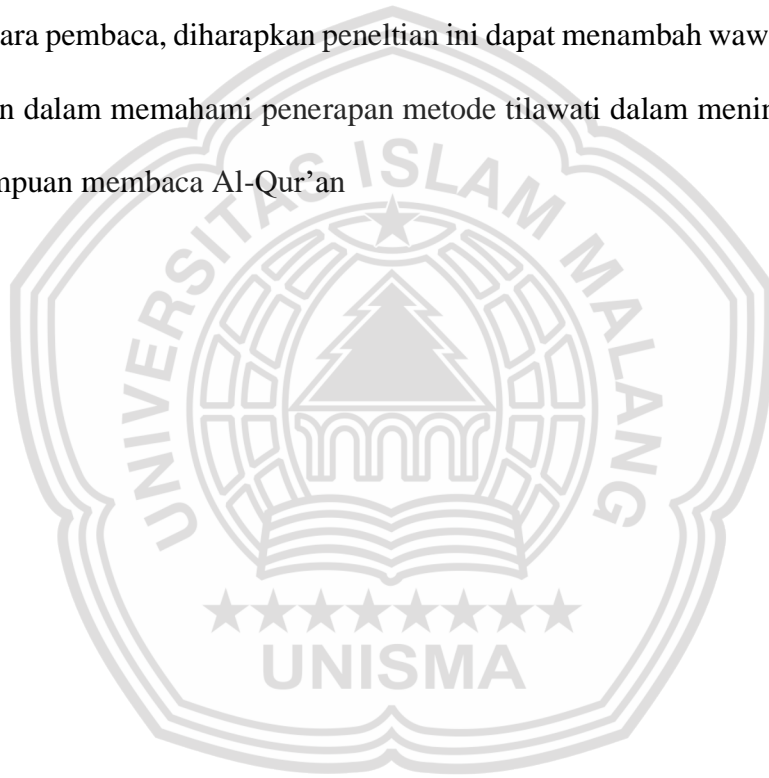 ara pembaca, diharapkan peneltian ini dapat menambah waw
n dalam memahami penerapan metode tilawati dalam menin
mpuan membaca Al-Qur’an
UNIVERSITAS ISLAM MALANG
UNISMA